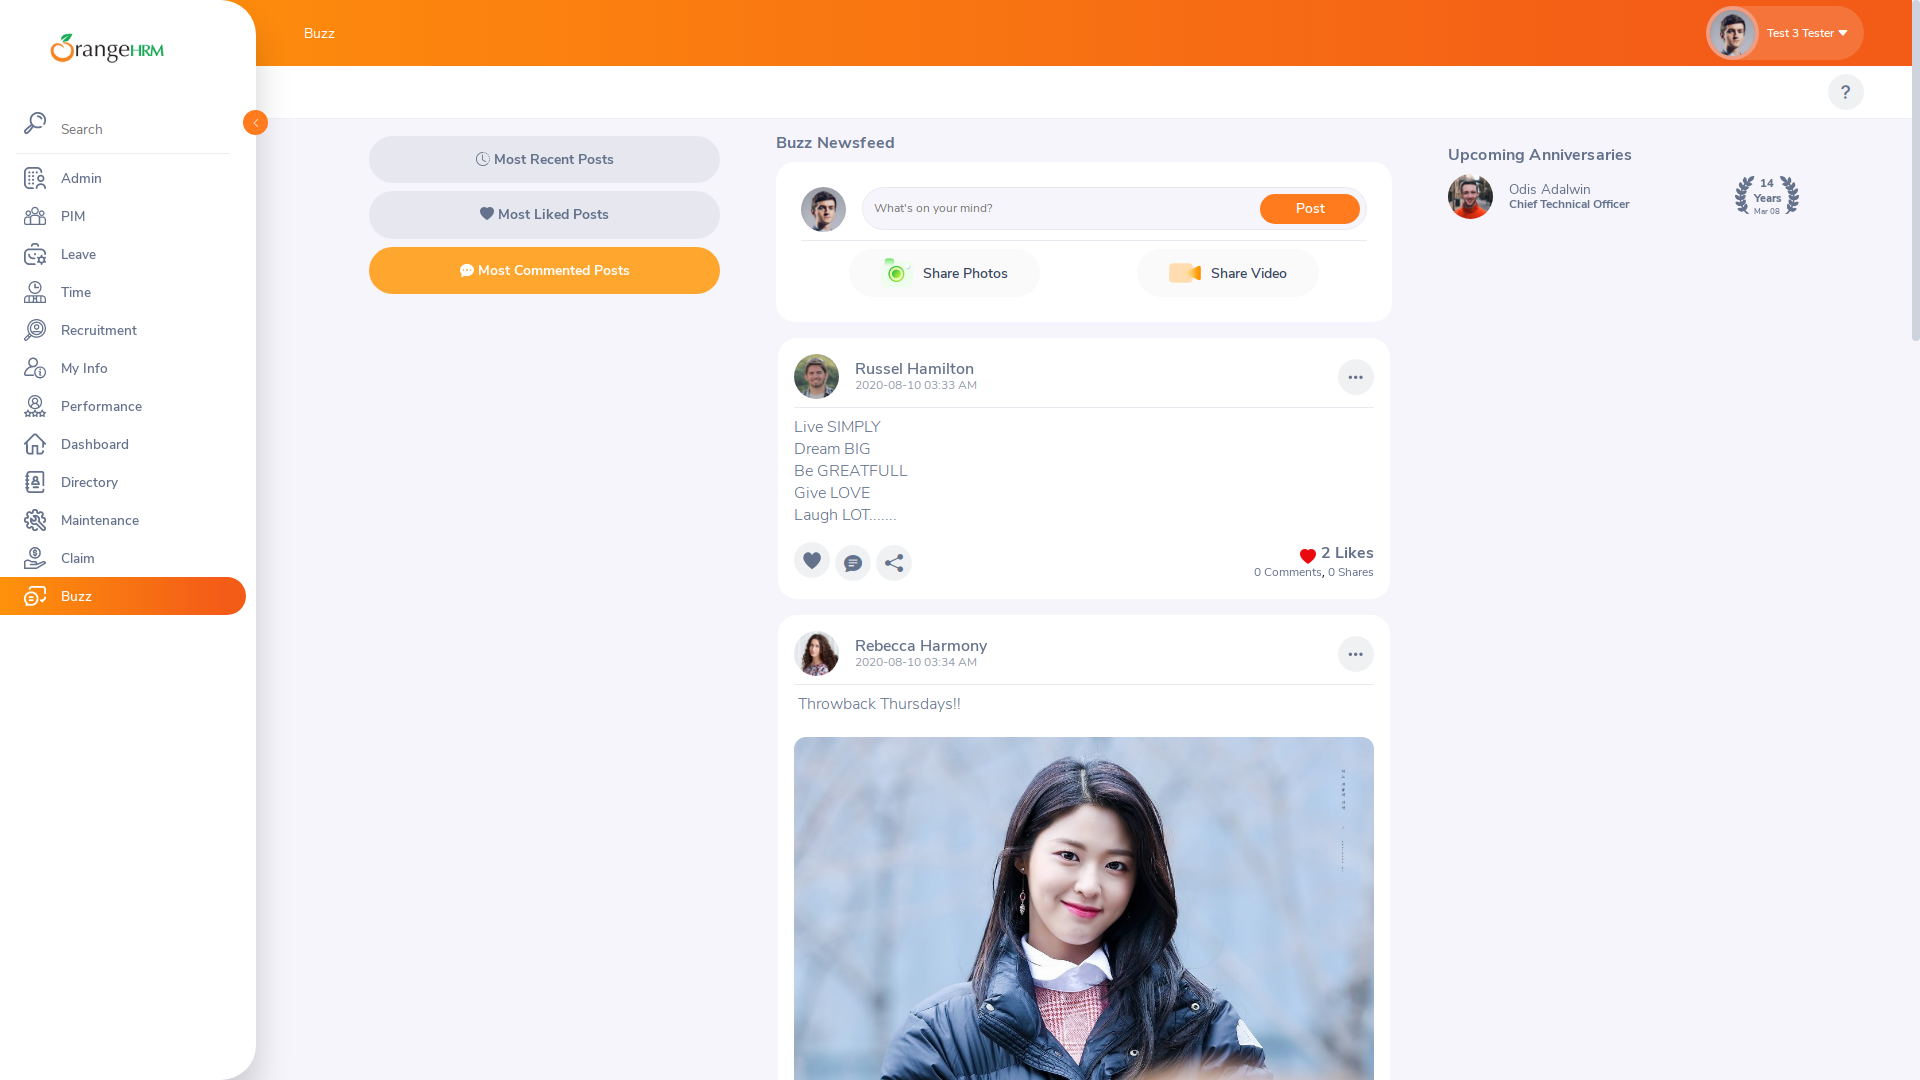 OrangeHRM
Search
Admin
PIM
Leave
Time
Recruitment
My Info
Performance
Dashboard
Directory
Maintenance
Claim
Buzz
Buzz
Test 3 Tester
?
Most Recent Posts
Most Liked Posts
Most Commented Posts
Buzz Newsfeed
What's on your mind?
Post
Share Photos
Share Video
Russel Hamilton
2020-08-10 03:33 AM
Live SIMPLY
Dream BIG
Be GREATFULL
Give LOVE
Laugh LOT.......
2 Likes
0 Comments, 0 Shares
Rebecca Harmony
2020-08-10 03:34 AM
Throwback Thursdays!!
Upcoming Anniversaries
Odis Adalwin
Chief Technical Officer
14
Years
Mar 08